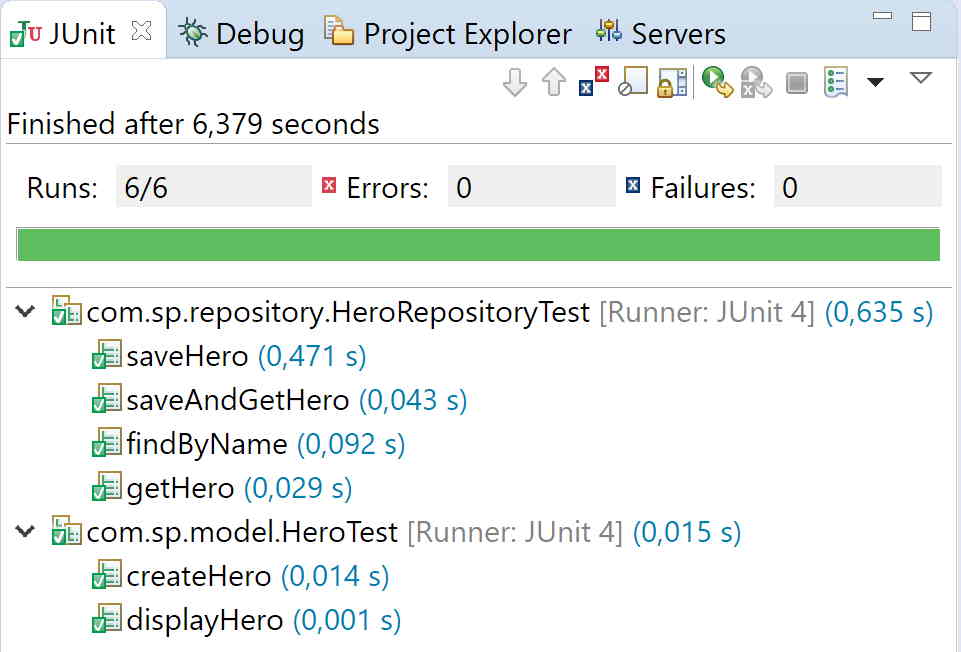 JUnit Debug Project Explorer Servers
Finished after 6,379 seconds
Runs: 6/6 Errors: 0 Failures: 0
com.sp.repository.HeroRepositoryTest [Runner: JUnit 4] (0,635 s)
saveHero (0,471 s)
saveAndGetHero (0,043 s)
findByName (0,092 s)
getHero (0,029 s)
com.sp.model.HeroTest [Runner: JUnit 4] (0,015 s)
createHero (0,014 s)
displayHero (0,001 s)